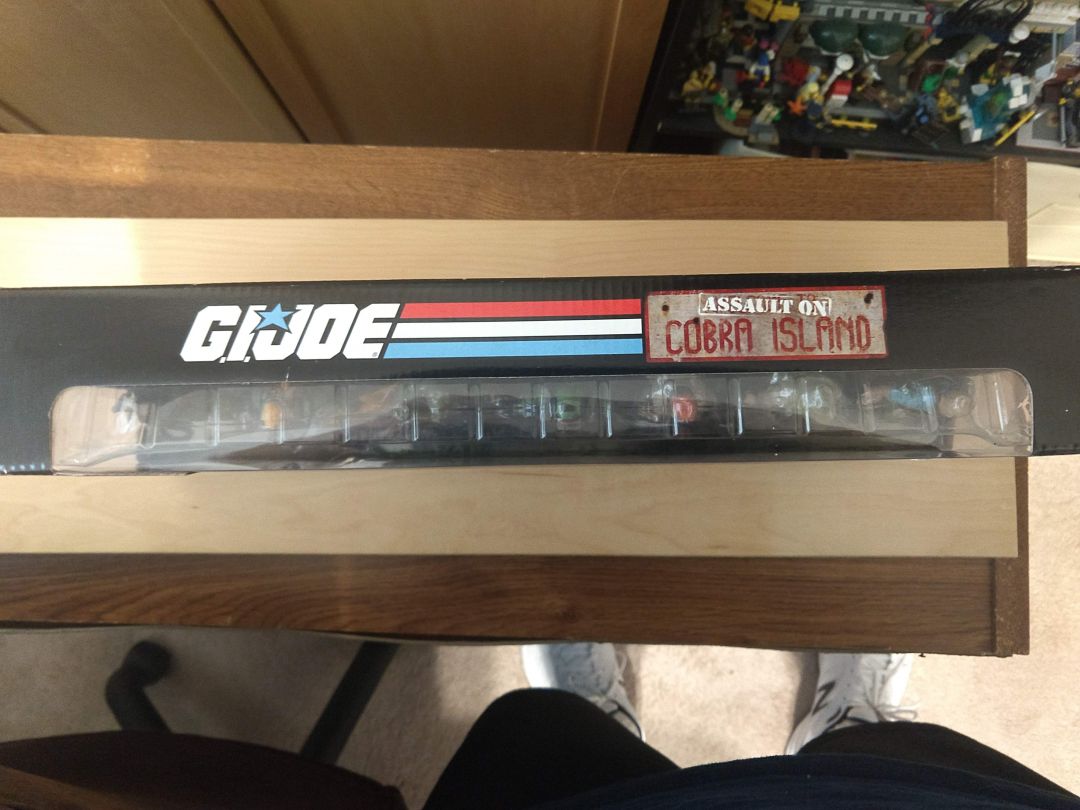 G.I.JOE
ASSAULT ON
COBRA ISLAND